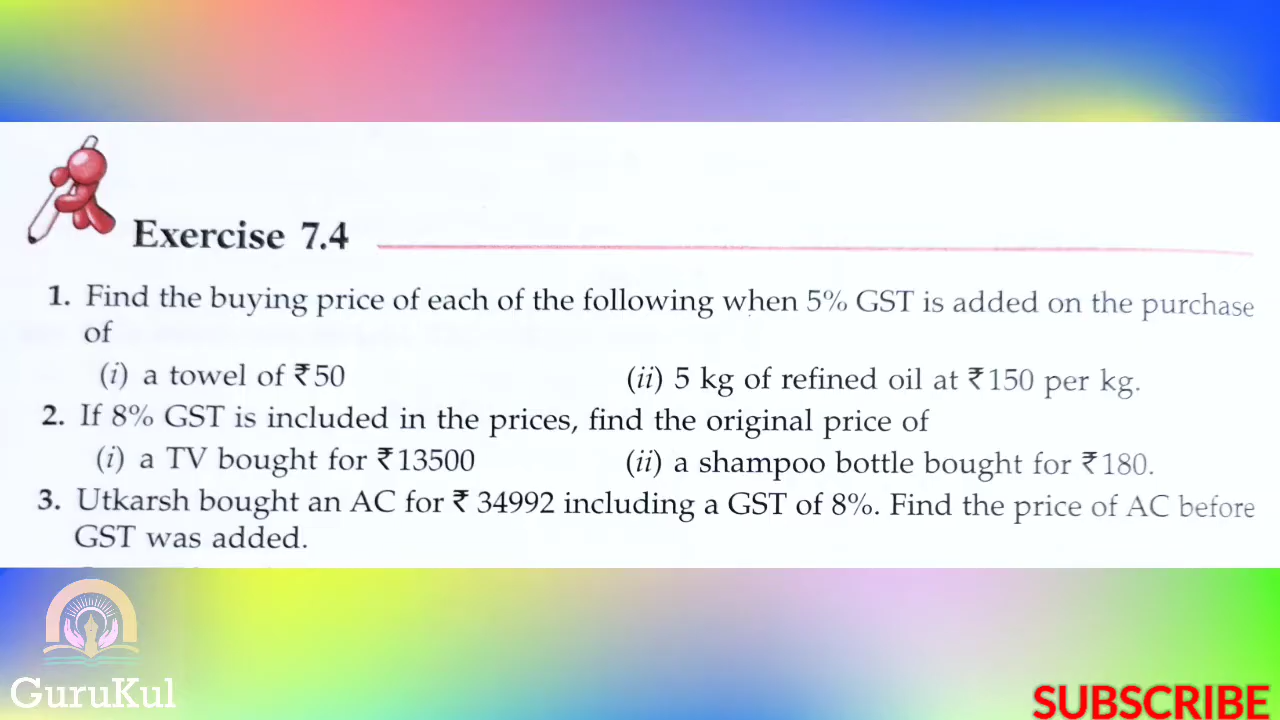 Exercise 7.4
1. Find the buying price of each of the following when 5% GST is added on the purchase
of
(i) a towel of ₹50
(ii) 5 kg of refined oil at ₹150 per kg.
2. If 8% GST is included in the prices, find the original price of
(i) a TV bought for ₹13500
(ii) a shampoo bottle bought for ₹180.
3. Utkarsh bought an AC for ₹ 34992 including a GST of 8%. Find the price of AC before
GST was added.
GuruKul
SUBSCRIBE